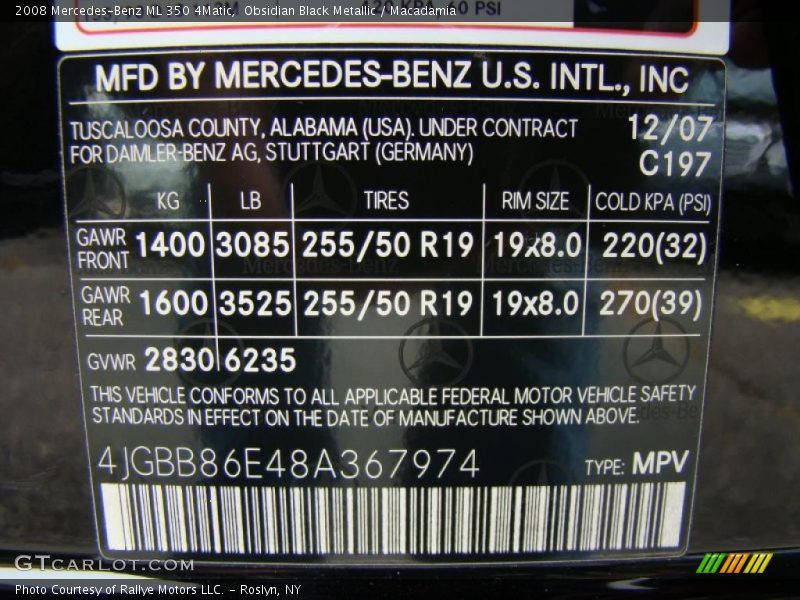 2008 Mercedes-Benz ML 350 4Matic, Obsidian Black Metallic / Macadamia
MFD BY MERCEDES-BENZ U.S. INTL., INC
TUSCALOOSA COUNTY, ALABAMA (USA). UNDER CONTRACT 12/07
FOR DAIMLER-BENZ AG, STUTTGART (GERMANY) C197
KG LB TIRES RIM SIZE COLD KPA (PSI)
GAWR FRONT 1400 3085 255/50 R19 19x8.0 220(32)
GAWR REAR 1600 3525 255/50 R19 19x8.0 270(39)
GVWR 2830 6235
THIS VEHICLE CONFORMS TO ALL APPLICABLE FEDERAL MOTOR VEHICLE SAFETY
STANDARDS IN EFFECT ON THE DATE OF MANUFACTURE SHOWN ABOVE.
4JGBB86E48A367974 TYPE: MPV
GTCARLOT.COM
Photo Courtesy of Rallye Motors LLC. - Roslyn, NY